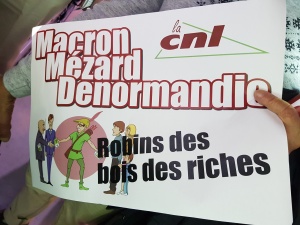 la
cnl
Macron
Mézard
Denormandie
Robins des
bois des riches